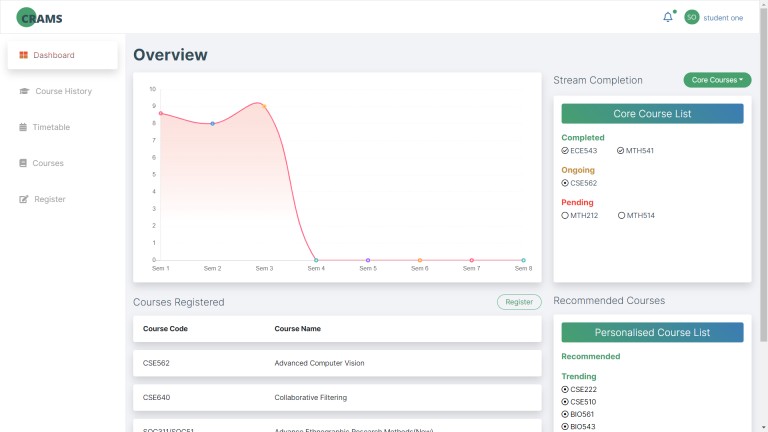 CRAMS
SO student one
Dashboard
Course History
Timetable
Courses
Register
Overview
10
9
8
7
6
5
4
3
2
1
0
Sem 1 Sem 2 Sem 3 Sem 4 Sem 5 Sem 6 Sem 7 Sem 8
Stream Completion Core Courses
Core Course List
Completed
ECE543 MTH541
Ongoing
CSE562
Pending
MTH212 MTH514
Courses Registered Register
Course Code Course Name
CSE562 Advanced Computer Vision
CSE640 Collaborative Filtering
Advance Ethnographic Research Methods(New)
Recommended Courses
Personalised Course List
Recommended
Trending
CSE222
CSE510
BIO561
BIO543